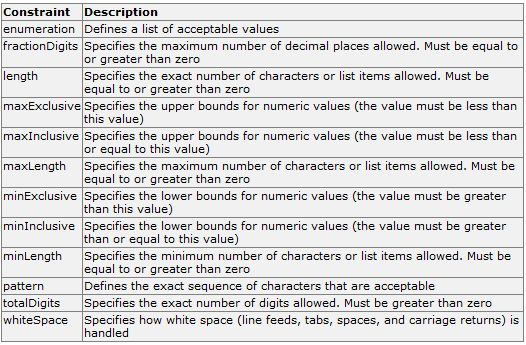 Constraint Description
enumeration Defines a list of acceptable values
fractionDigits Specifies the maximum number of decimal places allowed. Must be equal to
or greater than zero
length Specifies the exact number of characters or list items allowed. Must be
equal to or greater than zero
maxExclusive Specifies the upper bounds for numeric values (the value must be less than
this value)
maxInclusive Specifies the upper bounds for numeric values (the value must be less than
or equal to this value)
maxLength Specifies the maximum number of characters or list items allowed. Must be
equal to or greater than zero
minExclusive Specifies the lower bounds for numeric values (the value must be greater
than this value)
minInclusive Specifies the lower bounds for numeric values (the value must be greater
than or equal to this value)
minLength Specifies the minimum number of characters or list items allowed. Must be
equal to or greater than zero
pattern Defines the exact sequence of characters that are acceptable
totalDigits Specifies the exact number of digits allowed. Must be greater than zero
whiteSpace Specifies how white space (line feeds, tabs, spaces, and carriage returns) is
handled